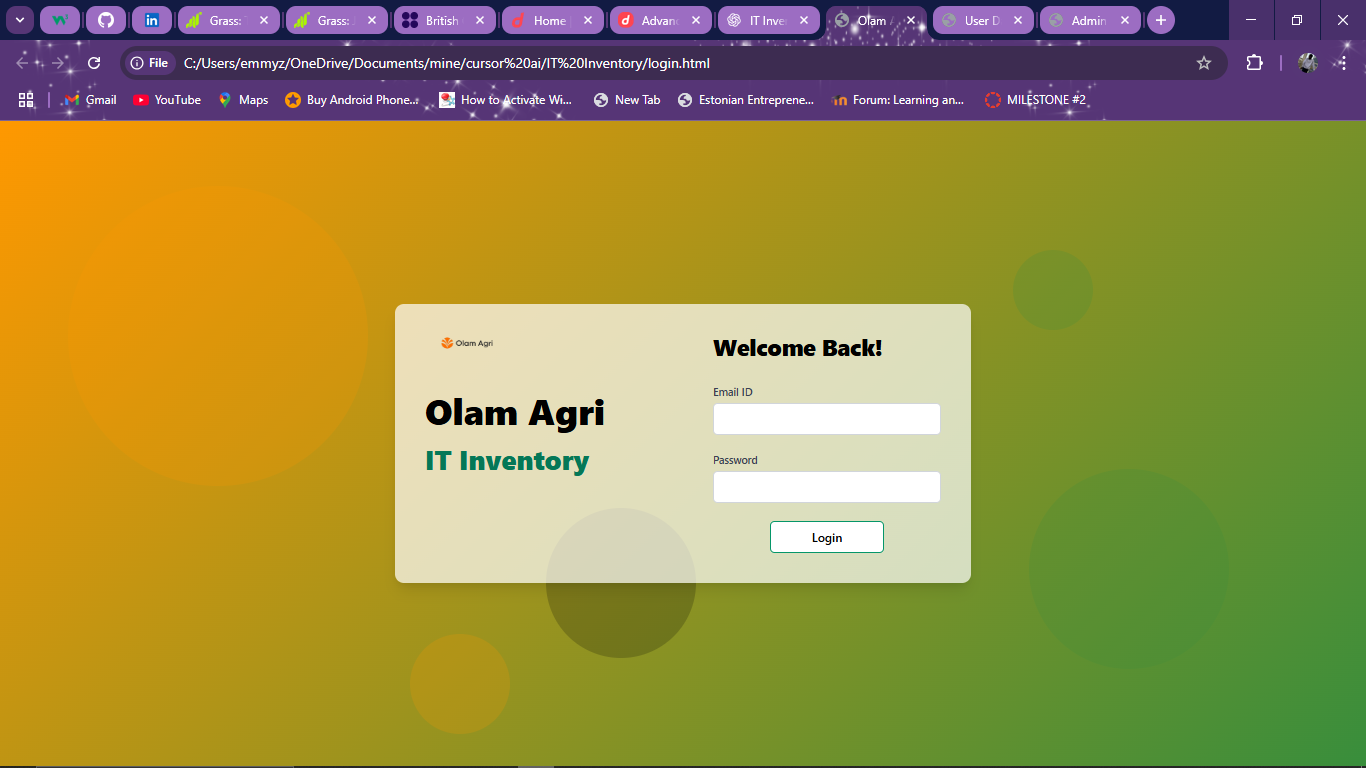 Grass:
Grass:
British
Home
Advanc
IT Inve
Olam
User D
Admin
File
C:/Users/emmyz/OneDrive/Documents/mine/cursor%20ai/IT%20Inventory/login.html
Gmail
YouTube
Maps
Buy Android Phone...
How to Activate Wi...
New Tab
Estonian Entreprene...
Forum: Learning an...
MILESTONE #2
Olam Agri
Olam Agri
IT Inventory
Welcome Back!
Email ID
Password
Login